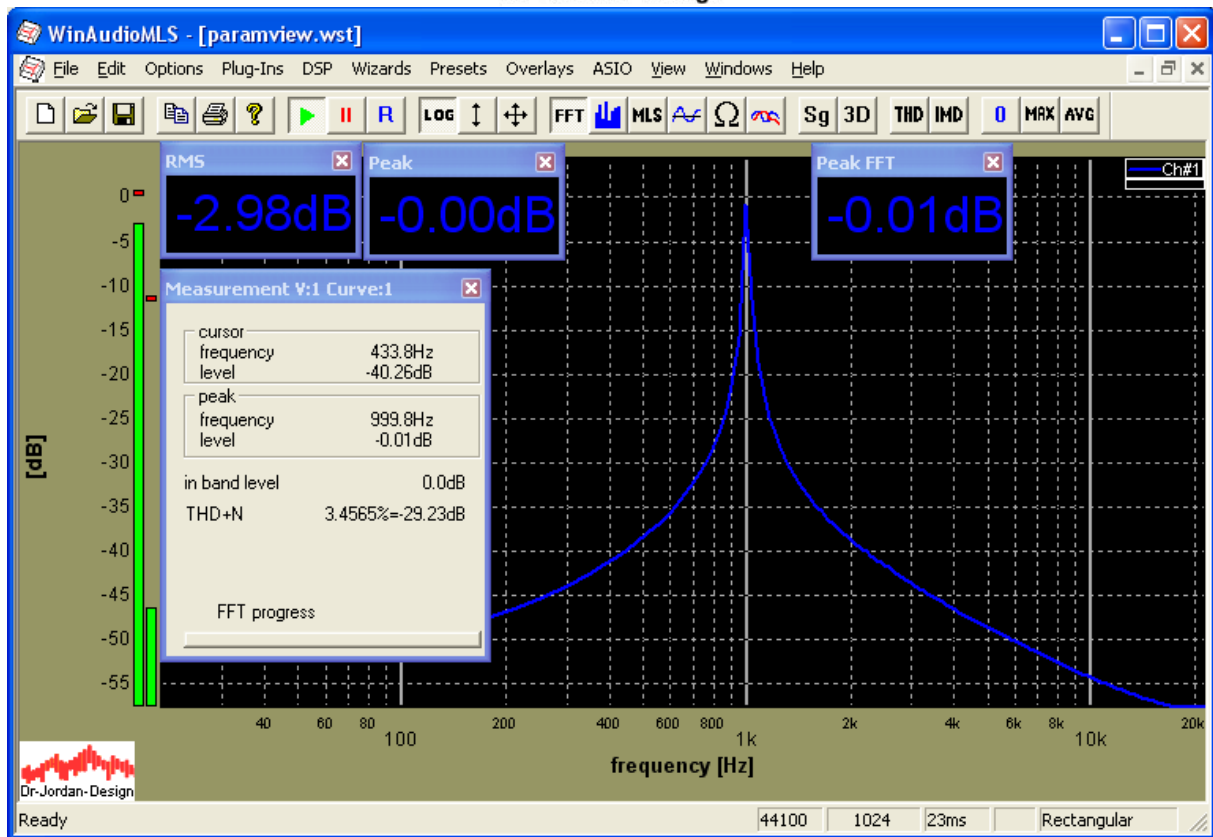 WinAudioMLS - [paramview.wst]
File Edit Options Plug-Ins DSP Wizards Presets Overlays ASIO View Windows Help
R LOG FFT MLS Ω Sg 3D THD IMD 0 MAX AVG
RMS
-2.98dB
Peak
-0.00dB
Peak FFT
-0.01dB
Ch#1
Measurement V:1 Curve:1
cursor
frequency 433.8Hz
level -40.26dB
peak
frequency 999.8Hz
level -0.01dB
in band level 0.0dB
THD+N 3.4565%=-29.23dB
FFT progress
[dB]
0
-5
-10
-15
-20
-25
-30
-35
-40
-45
-50
-55
40 60 80 200 400 600 800 2k 4k 6k 8k 20k
100 1k 10k
frequency [Hz]
Dr-Jordan-Design
Ready 44100 1024 23ms Rectangular